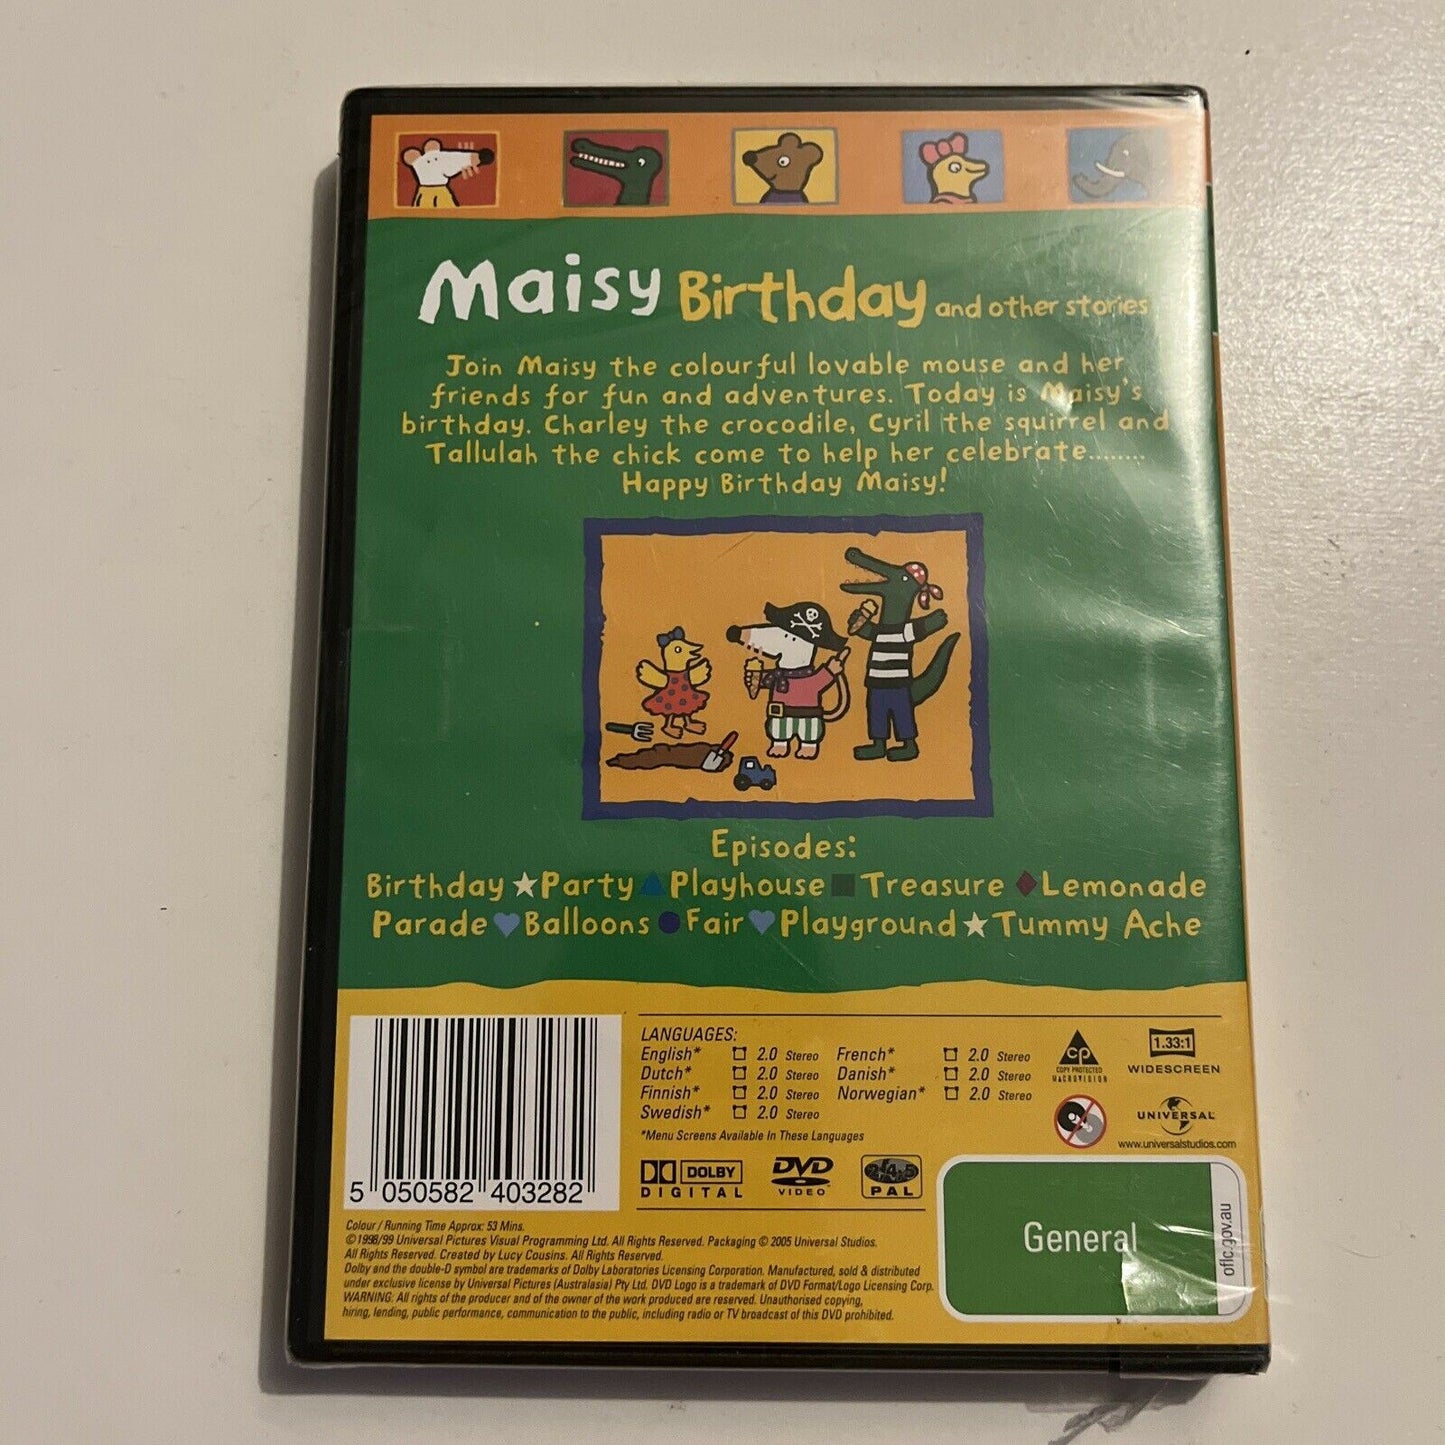 Maisy Birthday and other stories
Join Maisy the colourful lovable mouse and her
friends for fun and adventures. Today is Maisy's
birthday. Charley the crocodile, Cyril the squirrel and
Tallulah the chick come to help her celebrate........
Happy Birthday Maisy!
Episodes:
Birthday Party Playhouse Treasure Lemonade
Parade Balloons Fair Playground Tummy Ache
LANGUAGES:
English* 2.0 Stereo French* 2.0 Stereo
Dutch* 2.0 Stereo Danish* 2.0 Stereo
Finnish* 2.0 Stereo Norwegian* 2.0 Stereo
Swedish* 2.0 Stereo
*Menu Screens Available In These Languages
cp
COPY PROTECTED
MACROVISION
1.33:1
WIDESCREEN
UNIVERSAL
www.universalstudios.com
DOLBY
DIGITAL
DVD
VIDEO
2·4·5
PAL
5 050582 403282
General
oflc.gov.au
Colour / Running Time Approx: 53 Mins.
©1998/99 Universal Pictures Visual Programming Ltd. All Rights Reserved. Packaging © 2005 Universal Studios.
All Rights Reserved. Created by Lucy Cousins. All Rights Reserved.
Dolby and the double-D symbol are trademarks of Dolby Laboratories Licensing Corporation. Manufactured, sold & distributed
under exclusive license by Universal Pictures (Australasia) Pty Ltd. DVD Logo is a trademark of DVD Format/Logo Licensing Corp.
WARNING: All rights of the producer and of the owner of the work produced are reserved. Unauthorised copying,
hiring, lending, public performance, communication to the public, including radio or TV broadcast of this DVD prohibited.